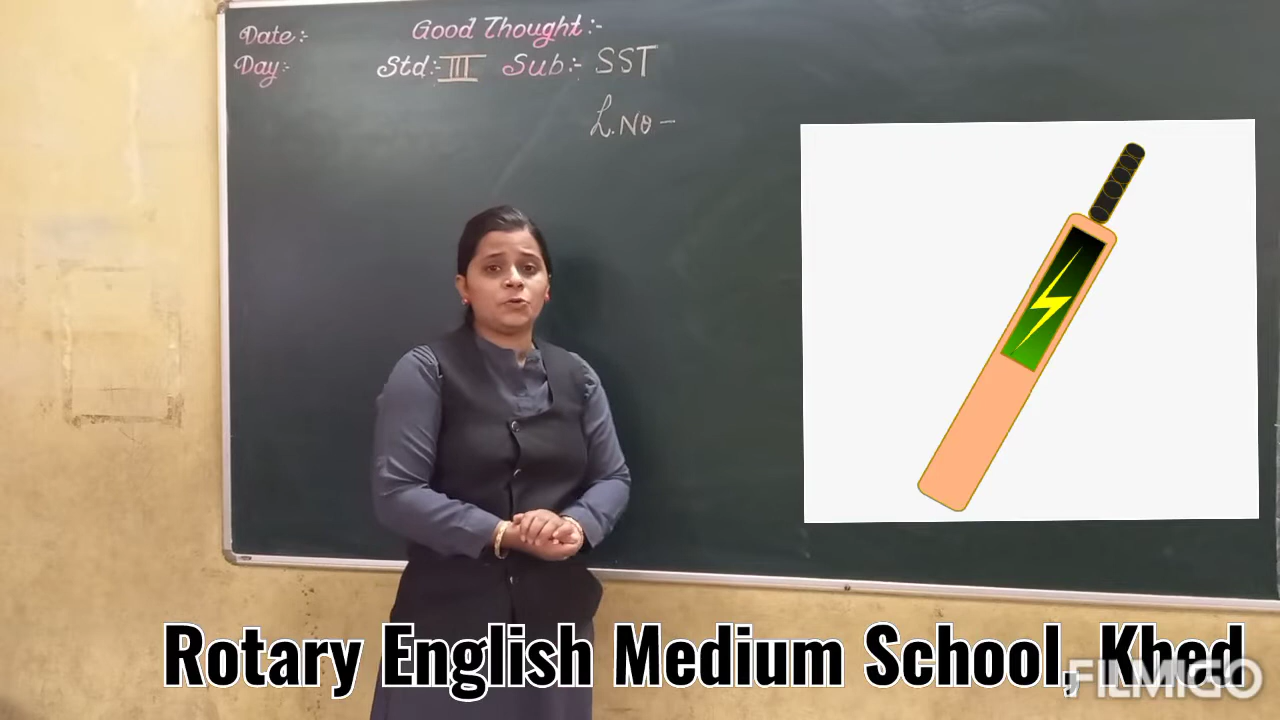 Date:- Good Thought:-
Day:- Std:- III Sub:- SST
L.No-
Rotary English Medium School, Khed
FILMIGO